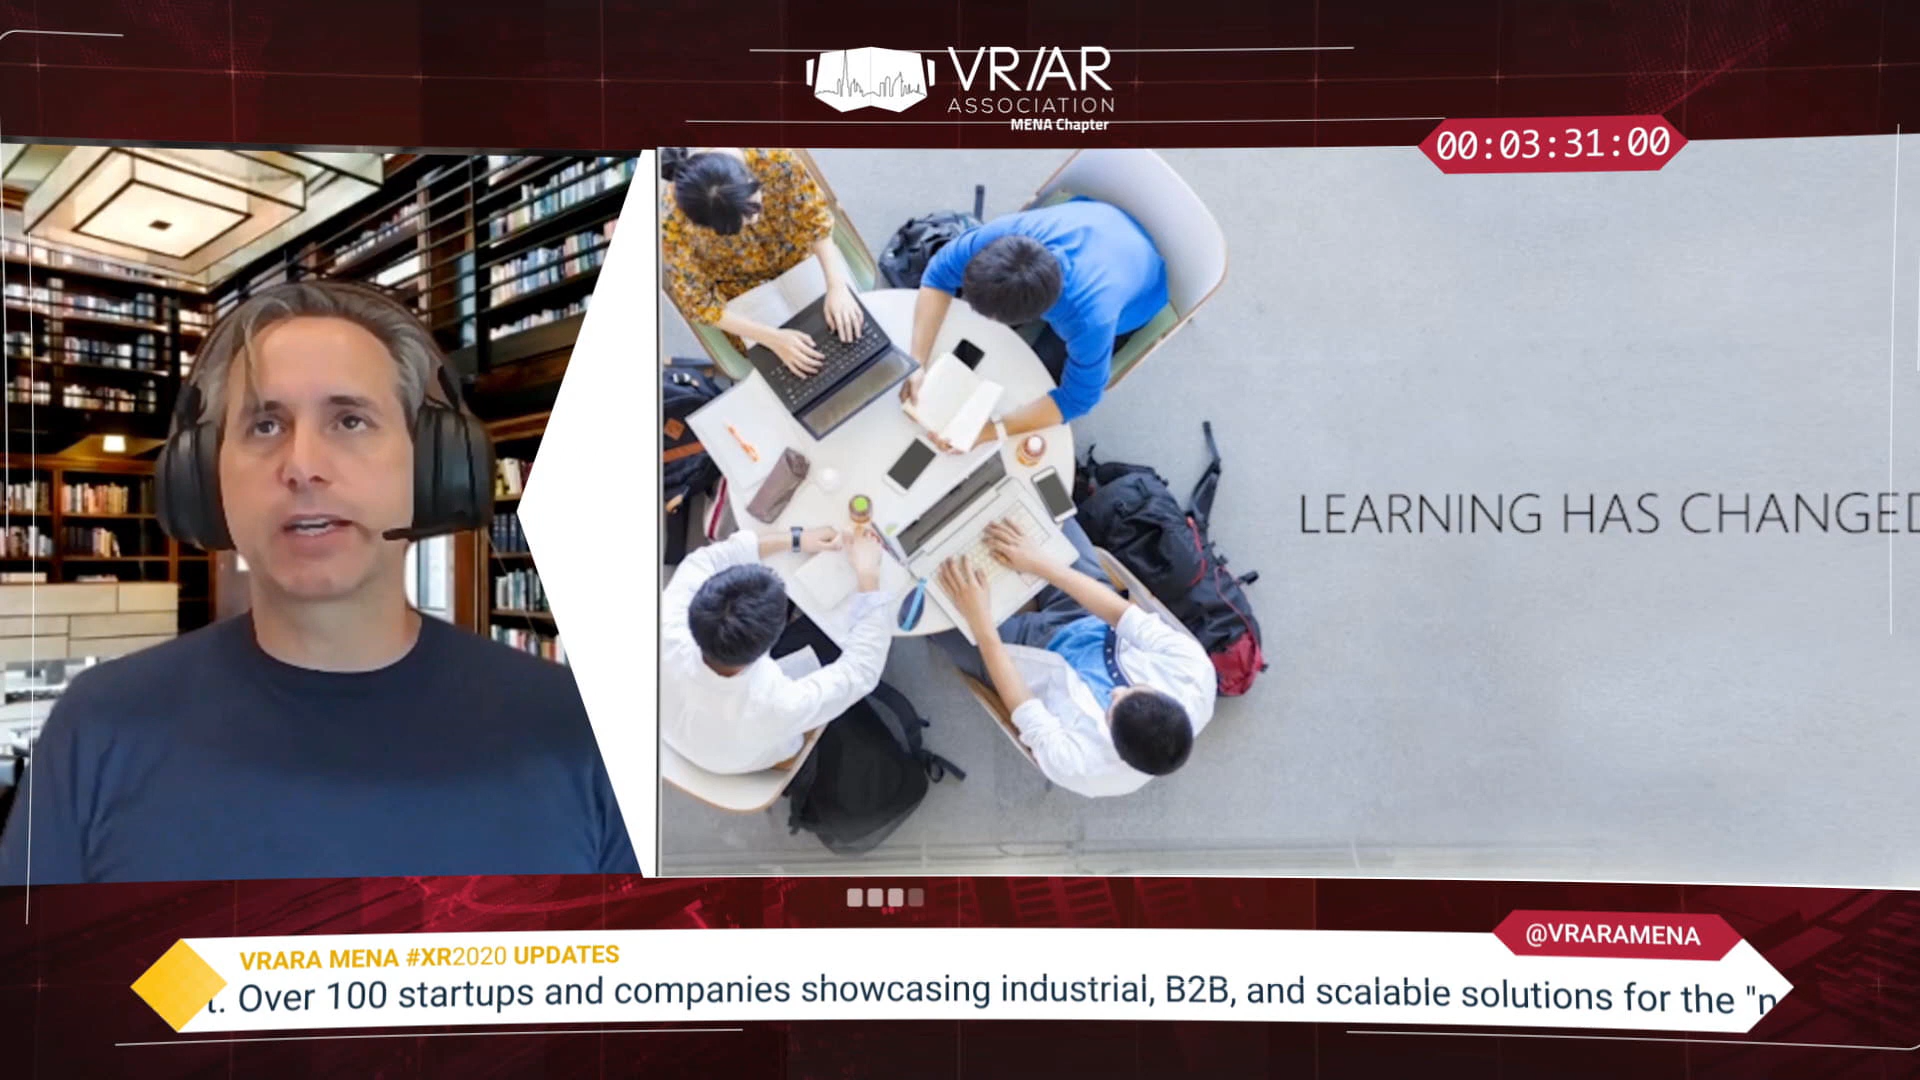 VR/AR
ASSOCIATION
MENA Chapter
00:03:31:00
LEARNING HAS CHANGED
@VRARAMENA
VRARA MENA #XR2020 UPDATES
t. Over 100 startups and companies showcasing industrial, B2B, and scalable solutions for the "n